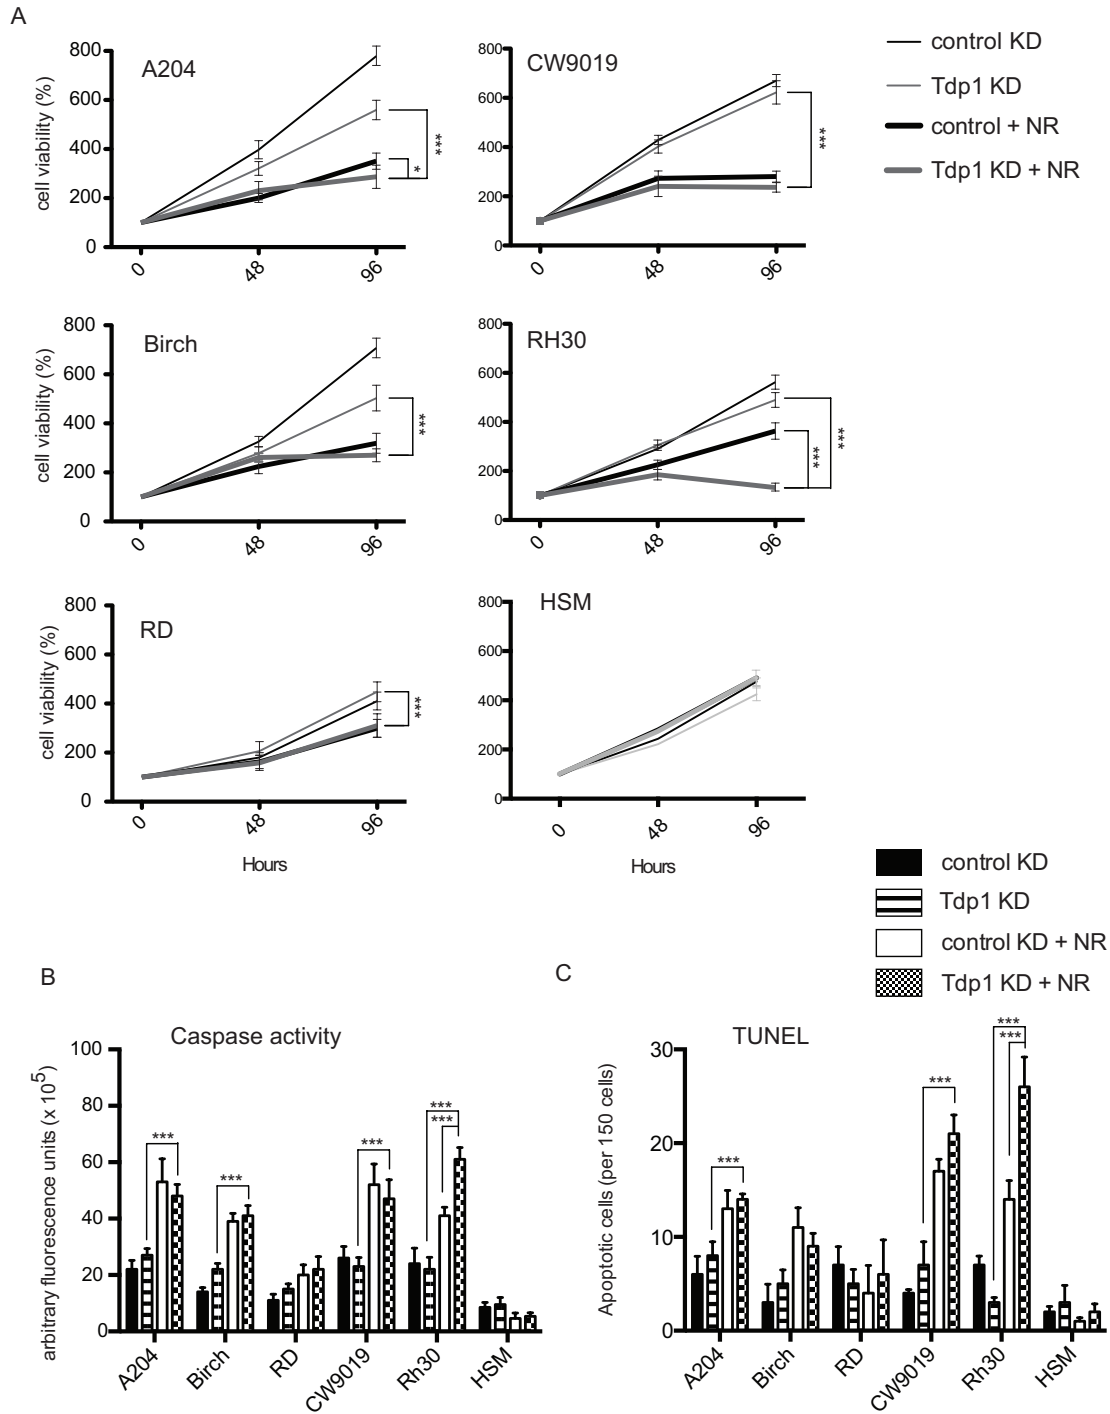 A
A204
cell viability (%)
800
600
400
200
0
0
48
96
***
*
CW9019
800
600
400
200
0
0
48
96
***
control KD
Tdp1 KD
control + NR
Tdp1 KD + NR
Birch
cell viability (%)
800
600
400
200
0
0
48
96
***
RH30
800
600
400
200
0
0
48
96
***
***
RD
cell viability (%)
800
600
400
200
0
0
48
96
***
Hours
HSM
800
600
400
200
0
0
48
96
Hours
control KD
Tdp1 KD
control KD + NR
Tdp1 KD + NR
B
Caspase activity
arbitrary fluorescence units (x 10^5)
100
80
60
40
20
0
***
***
***
***
***
A204
Birch
RD
CW9019
Rh30
HSM
C
TUNEL
Apoptotic cells (per 150 cells)
30
20
10
0
***
***
***
***
A204
Birch
RD
CW9019
Rh30
HSM